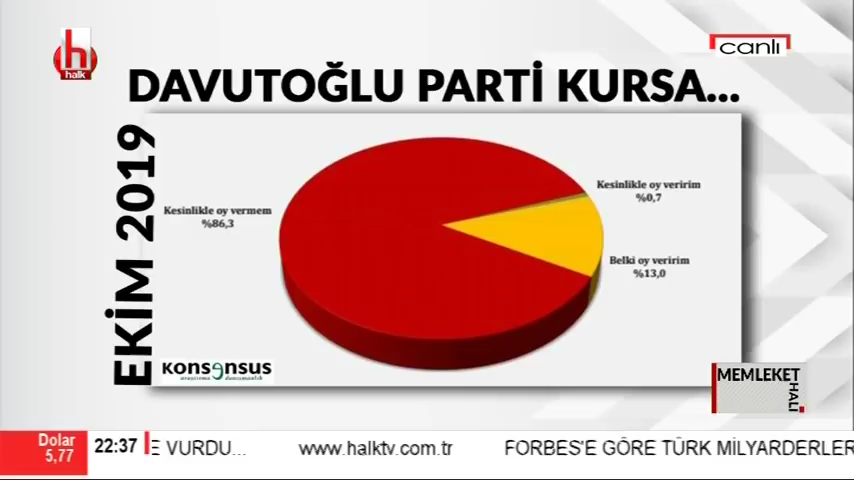 h
halk
canlı
DAVUTOĞLU PARTİ KURSA...
EKİM 2019
Kesinlikle oy vermem
%86,3
Kesinlikle oy veririm
%0,7
Belki oy veririm
%13,0
konsensus
araştırma danışmanlık
MEMLEKET
HALİ
Dolar
5,77
22:37
E VURDU...
www.halktv.com.tr
FORBES'E GÖRE TÜRK MİLYARDERLER